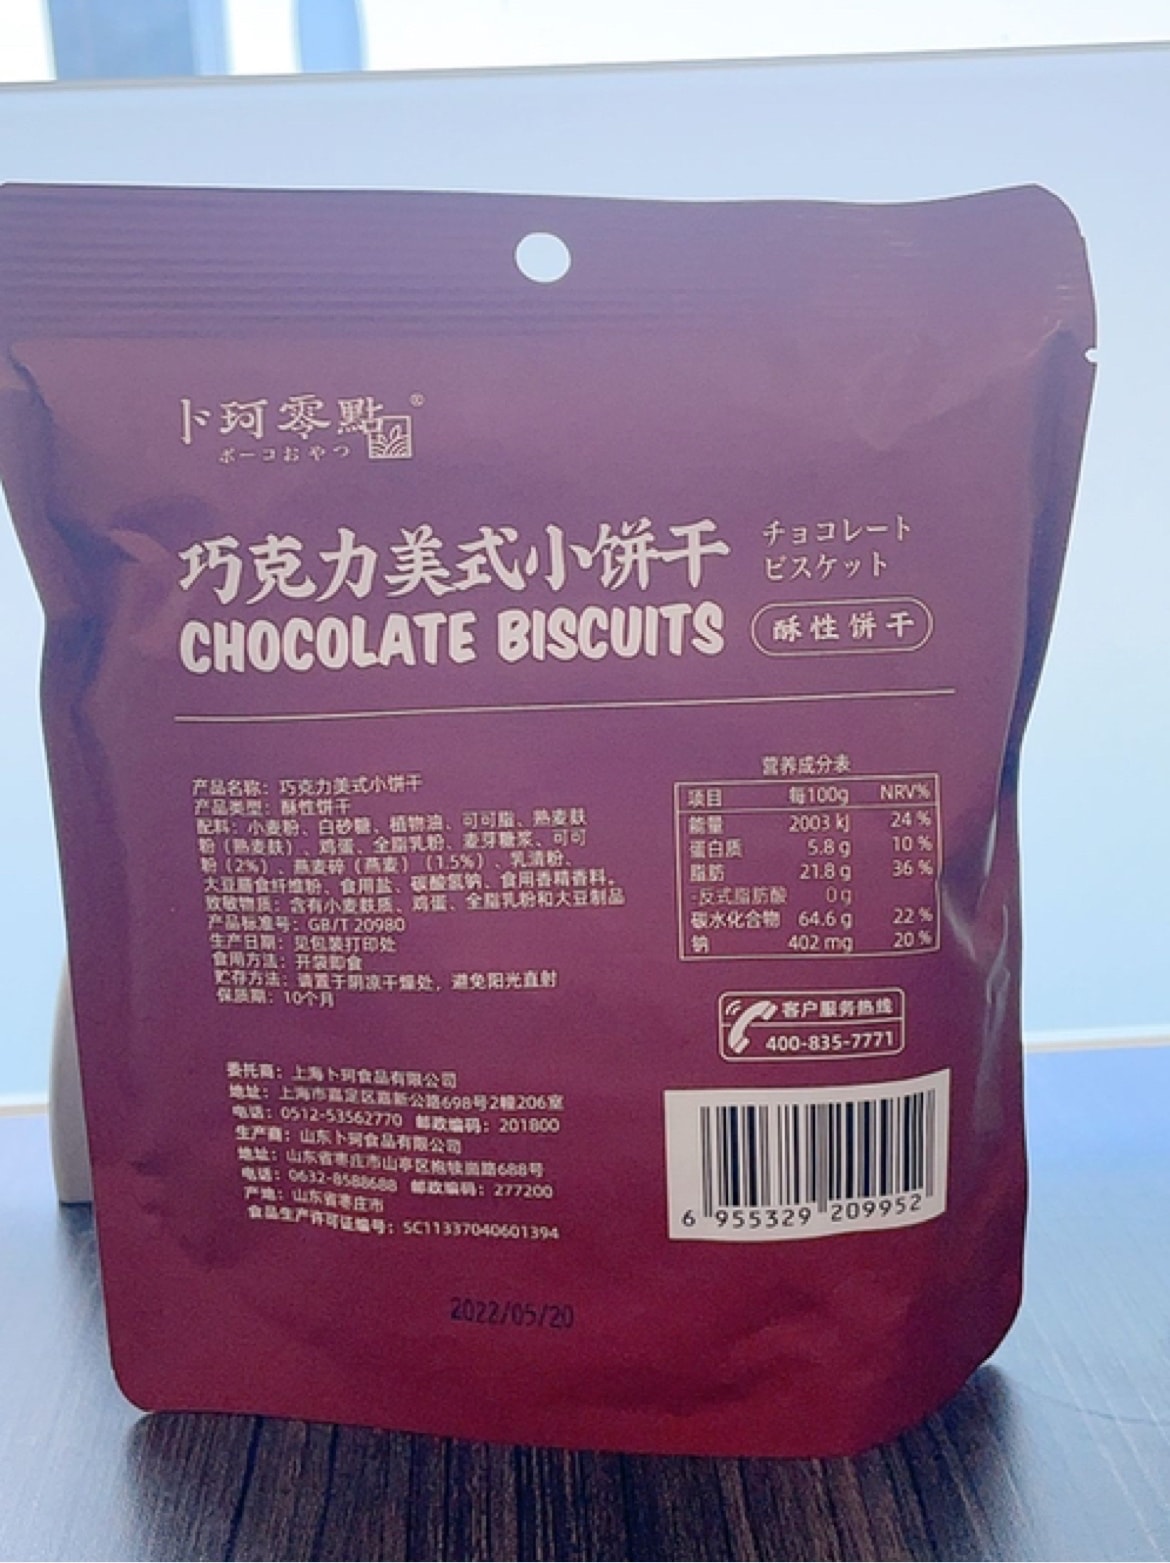 卜珂零點®
ボーコおやつ
巧克力美式小饼干
CHOCOLATE BISCUITS
チョコレート
ビスケット
酥性饼干
产品名称：巧克力美式小饼干
产品类型：酥性饼干
配料：小麦粉、白砂糖、植物油、可可脂、熟麦麸
粉（熟麦麸）、鸡蛋、全脂乳粉、麦芽糖浆、可可
粉（2%）、燕麦碎（燕麦）（1.5%）、乳清粉、
大豆膳食纤维粉、食用盐、碳酸氢钠、食用香精香料。
致敏物质：含有小麦麸质、鸡蛋、全脂乳粉和大豆制品
产品标准号：GB/T 20980
生产日期：见包装打印处
食用方法：开袋即食
贮存方法：请置于阴凉干燥处，避免阳光直射
保质期：10个月
营养成分表
项目 每100g NRV%
能量 2003 kJ 24 %
蛋白质 5.8 g 10 %
脂肪 21.8 g 36 %
-反式脂肪酸 0 g
碳水化合物 64.6 g 22 %
钠 402 mg 20 %
客户服务热线
400-835-7771
委托商：上海卜珂食品有限公司
地址：上海市嘉定区嘉新公路698号2幢206室
电话：0512-53562770 邮政编码：201800
生产商：山东卜珂食品有限公司
地址：山东省枣庄市山亭区抱犊崮路688号
电话：0632-8588688 邮政编码：277200
产地：山东省枣庄市
食品生产许可证编号：SC11337040601394
6 955329 209952
2022/05/20